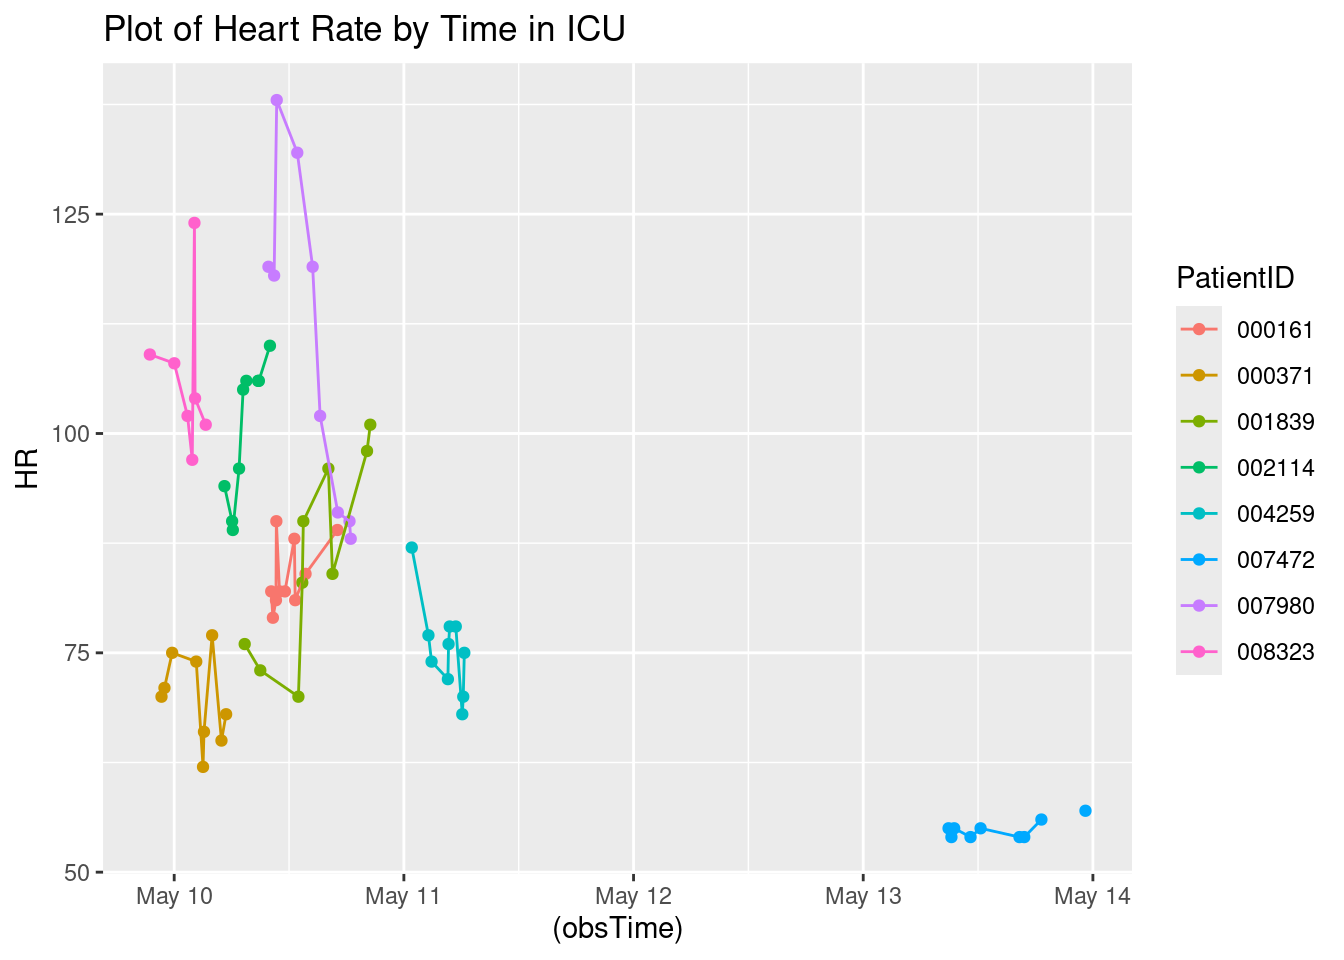 Plot of Heart Rate by Time in ICU
125
100
75
50
HR
May 10 May 11 May 12 May 13 May 14
(obsTime)
PatientID
000161
000371
001839
002114
004259
007472
007980
008323